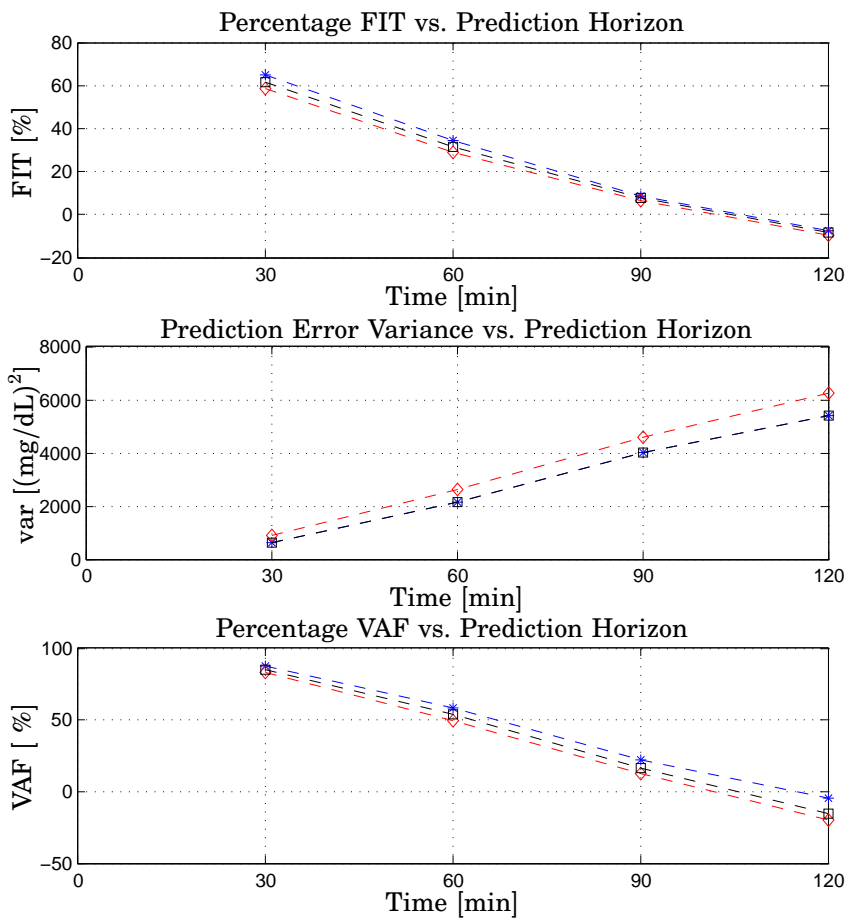 Percentage FIT vs. Prediction Horizon
80
60
40
20
0
−20
FIT [%]
0 30 60 90 120
Time [min]
Prediction Error Variance vs. Prediction Horizon
8000
6000
4000
2000
0
var [(mg/dL)²]
0 30 60 90 120
Time [min]
Percentage VAF vs. Prediction Horizon
100
50
0
−50
VAF [ %]
0 30 60 90 120
Time [min]